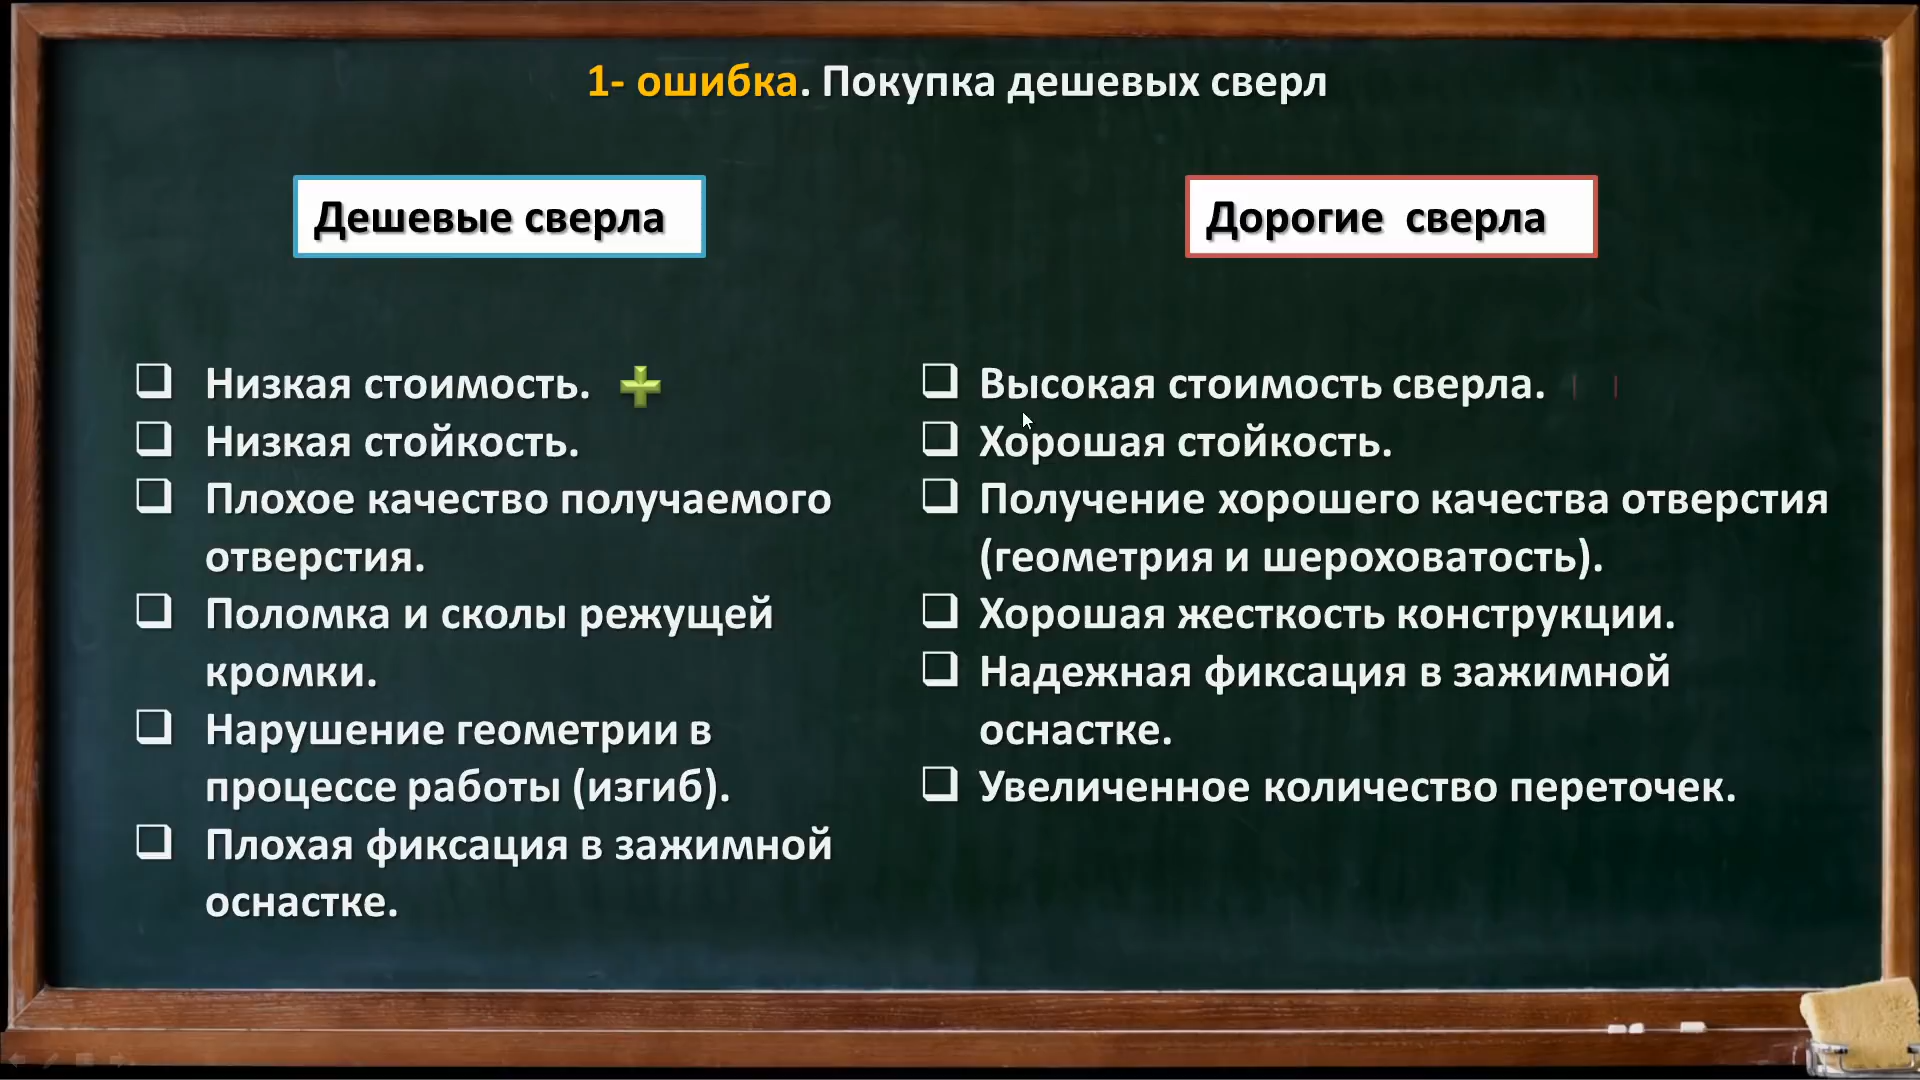 1- ошибка. Покупка дешевых сверл
Дешевые сверла
Низкая стоимость.
Низкая стойкость.
Плохое качество получаемого
отверстия.
Поломка и сколы режущей
кромки.
Нарушение геометрии в
процессе работы (изгиб).
Плохая фиксация в зажимной
оснастке.
Дорогие сверла
Высокая стоимость сверла.
Хорошая стойкость.
Получение хорошего качества отверстия
(геометрия и шероховатость).
Хорошая жесткость конструкции.
Надежная фиксация в зажимной
оснастке.
Увеличенное количество переточек.